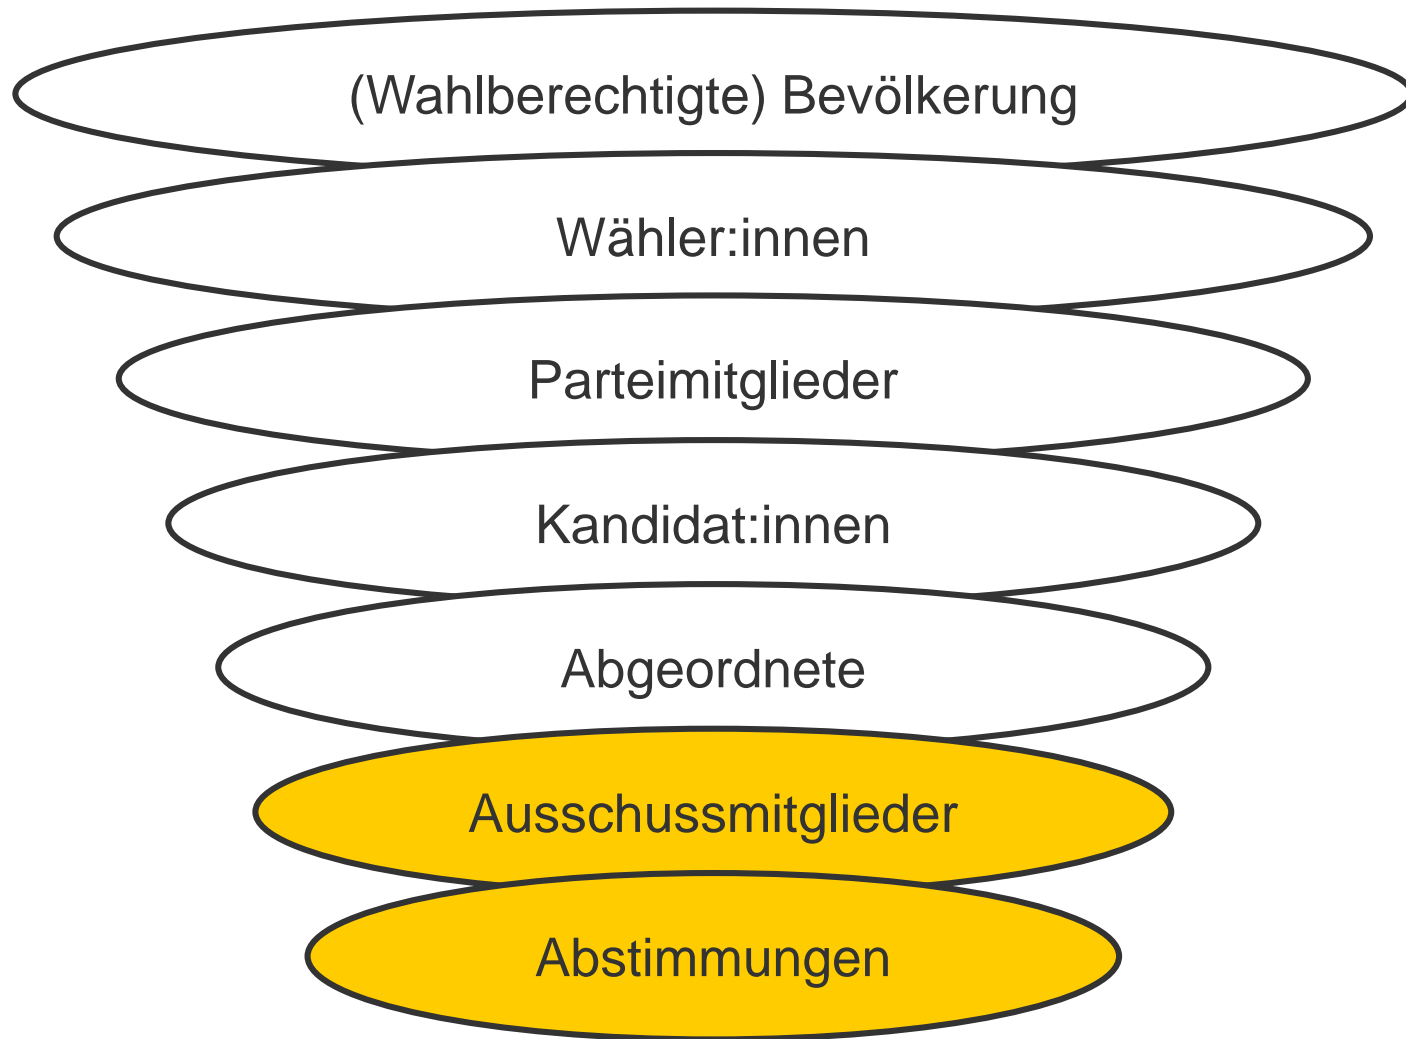 (Wahlberechtigte) Bevölkerung
Wähler:innen
Parteimitglieder
Kandidat:innen
Abgeordnete
Ausschussmitglieder
Abstimmungen